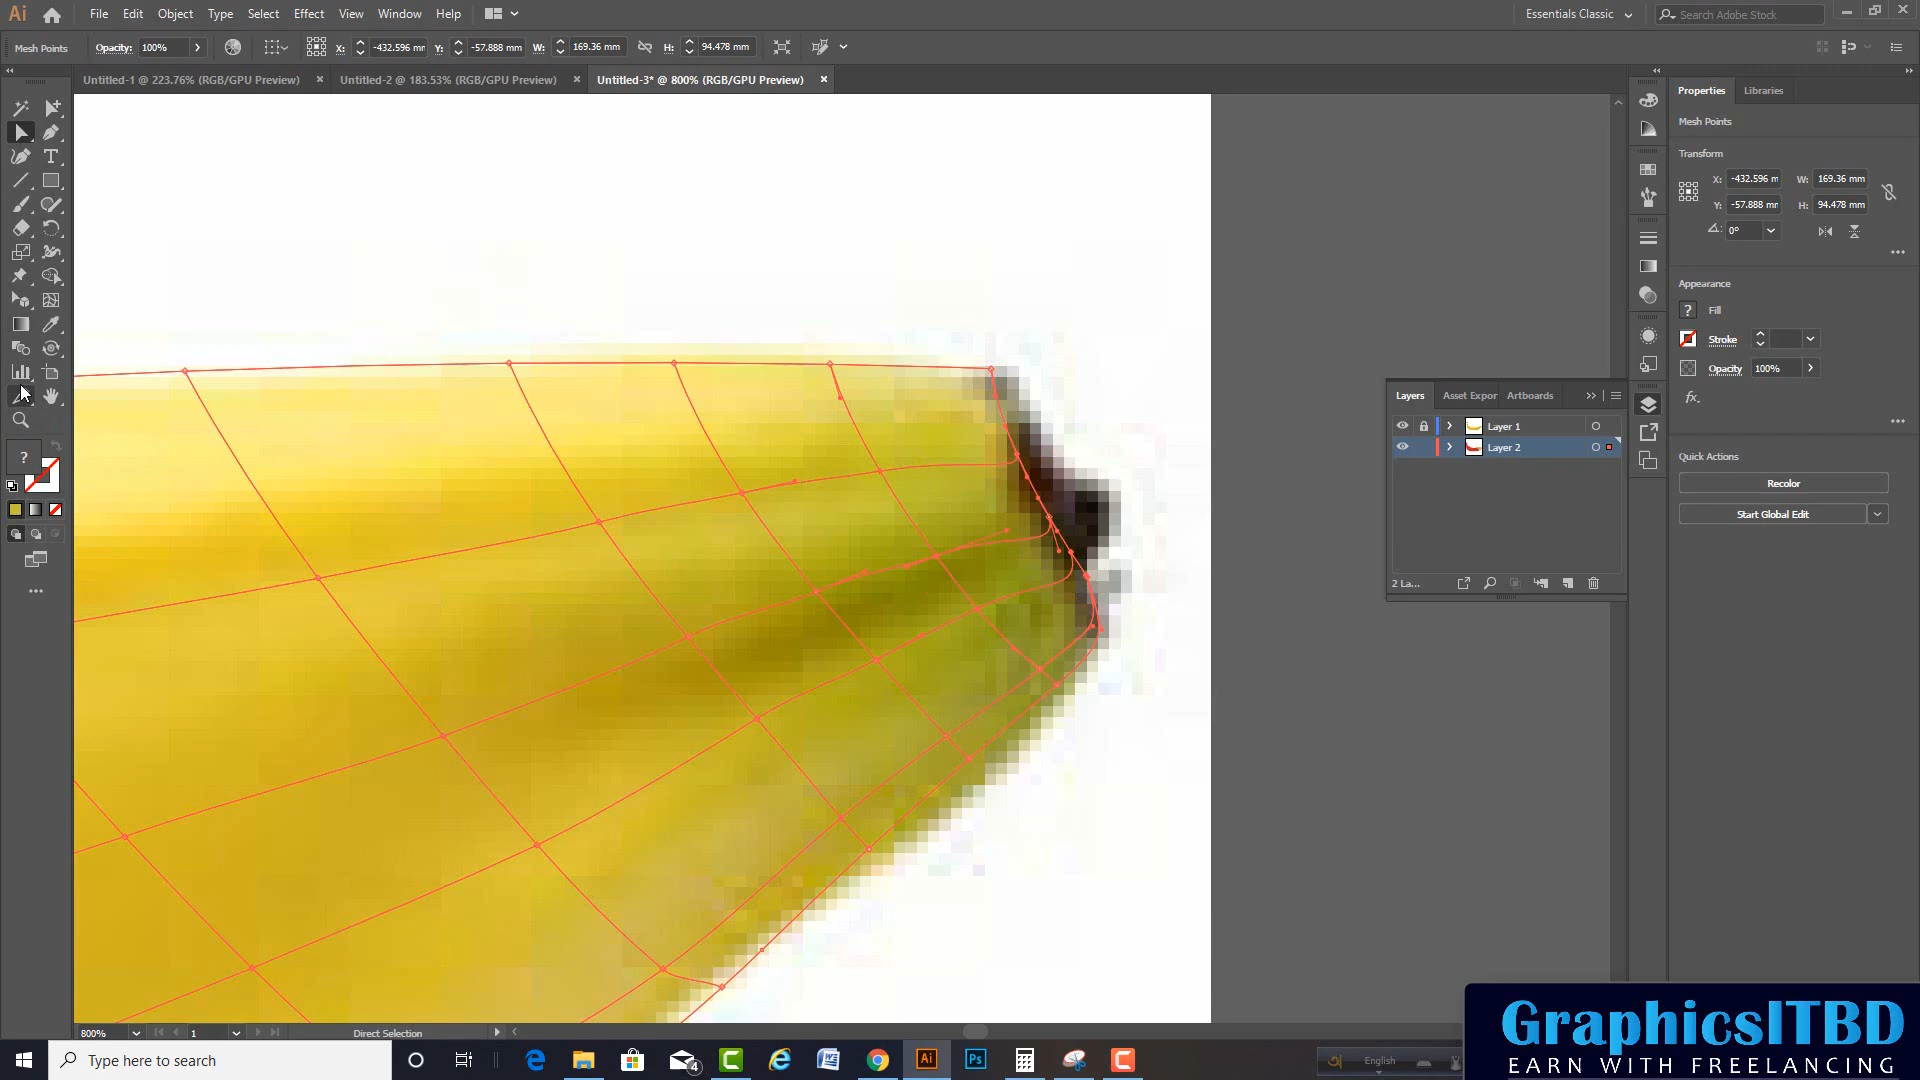 Ai File Edit Object Type Select Effect View Window Help Essentials Classic Search Adobe Stock
Mesh Points Opacity: 100% X: -432.596 mm Y: -57.888 mm W: 169.36 mm H: 94.478 mm
Untitled-1 @ 223.76% (RGB/GPU Preview) × Untitled-2 @ 183.53% (RGB/GPU Preview) × Untitled-3* @ 800% (RGB/GPU Preview) ×
Properties Libraries
Mesh Points
Transform
X: -432.596 m W: 169.36 mm
Y: -57.888 mm H: 94.478 mm
0°
Appearance
? Fill
Stroke
Opacity 100%
fx.
Quick Actions
Recolor
Start Global Edit
Layers Asset Expor Artboards
Layer 1
Layer 2
2 La...
?
800% 1 Direct Selection
GraphicsITBD
EARN WITH FREELANCING
Type here to search 4 Ai Ps English